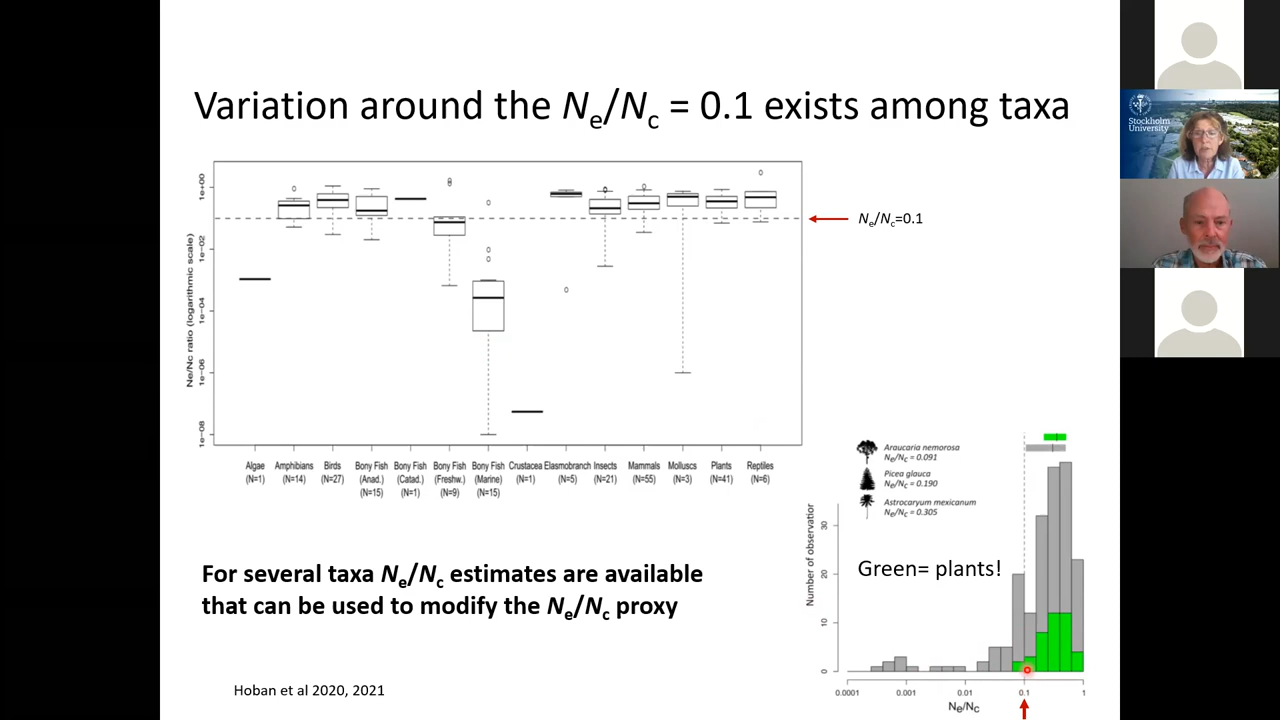 Variation around the Ne/Nc = 0.1 exists among taxa
Stockholm
University
Ne/Nc ratio (logarithmic scale)
1e+00
1e-02
1e-04
1e-06
1e-08
Ne/Nc=0.1
Algae
(N=1)
Amphibians
(N=14)
Birds
(N=27)
Bony Fish
(Anad.)
(N=15)
Bony Fish
(Catad.)
(N=1)
Bony Fish
(Freshw.)
(N=9)
Bony Fish
(Marine)
(N=15)
Crustacea
(N=1)
Elasmobranch
(N=5)
Insects
(N=21)
Mammals
(N=55)
Molluscs
(N=3)
Plants
(N=41)
Reptiles
(N=6)
For several taxa Ne/Nc estimates are available
that can be used to modify the Ne/Nc proxy
Hoban et al 2020, 2021
Araucaria nemorosa
Ne/Nc = 0.091
Picea glauca
Ne/Nc = 0.190
Astrocaryum mexicanum
Ne/Nc = 0.305
Green= plants!
Number of observatior
30
20
10
0
0.0001
0.001
0.01
0.1
1
Ne/Nc